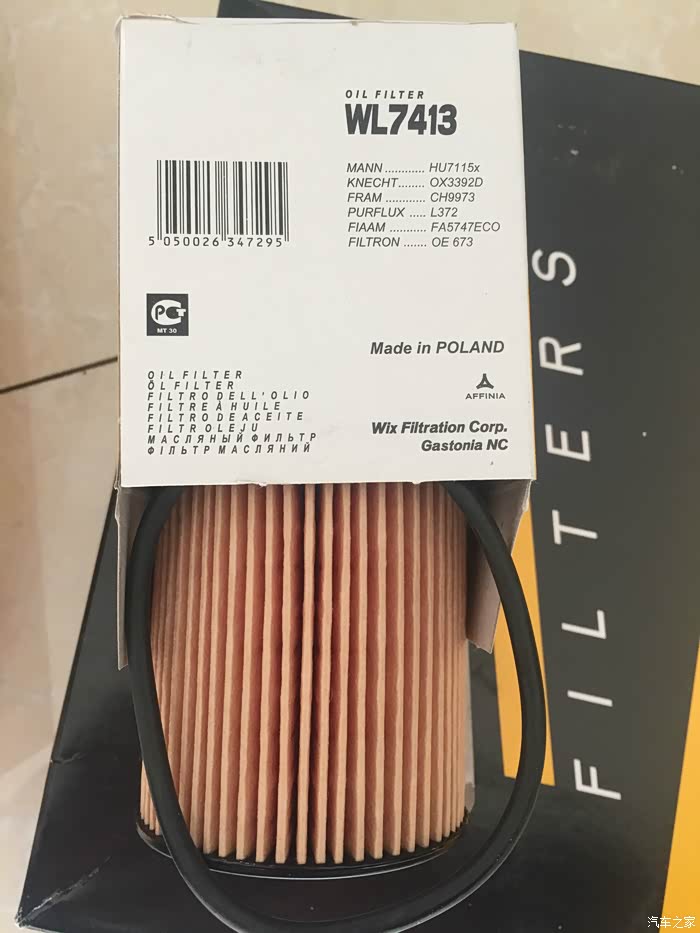 OIL FILTER
WL7413
MANN ............ HU7115x
KNECHT........ OX3392D
FRAM ............ CH9973
PURFLUX ..... L372
FIAAM ........... FA5747ECO
FILTRON ....... OE 673
5 050026 347295
РСТ
MT 30
Made in POLAND
AFFINIA
Wix Filtration Corp.
Gastonia NC
OIL FILTER
ÖLFILTER
FILTRO DELL'OLIO
FILTRE À HUILE
FILTRO DE ACEITE
FILTR OLEJU
МАСЛЯНЫЙ ФИЛЬТР
ФІЛЬТР МАСЛЯНИЙ
FILTERS
汽车之家